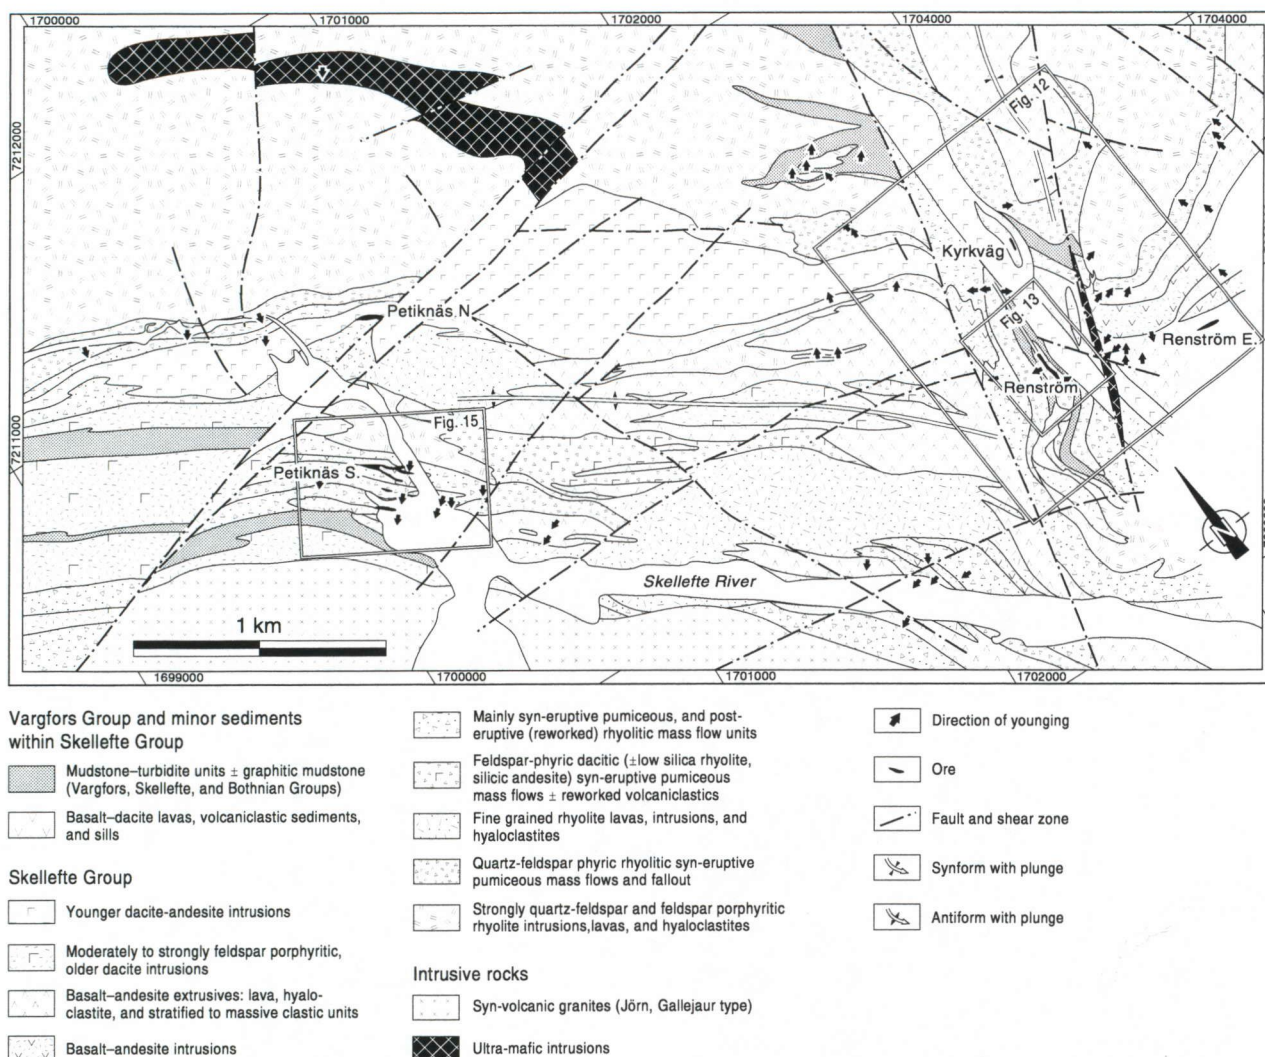 1700000
1701000
1702000
1704000
1704000
7212000
7211000
Fig. 12
Kyrkväg
Fig. 13
Petiknäs N
Renström E.
Renström
Fig. 15
Petiknäs S.
N
Skellefte River
1 km
1699000
1700000
1701000
1702000
Vargfors Group and minor sediments
within Skellefte Group
Mudstone–turbidite units ± graphitic mudstone
(Vargfors, Skellefte, and Bothnian Groups)
Basalt–dacite lavas, volcaniclastic sediments,
and sills
Skellefte Group
Younger dacite-andesite intrusions
Moderately to strongly feldspar porphyritic,
older dacite intrusions
Basalt–andesite extrusives: lava, hyalo-
clastite, and stratified to massive clastic units
Basalt–andesite intrusions
Mainly syn-eruptive pumiceous, and post-
eruptive (reworked) rhyolitic mass flow units
Feldspar-phyric dacitic (±low silica rhyolite,
silicic andesite) syn-eruptive pumiceous
mass flows ± reworked volcaniclastics
Fine grained rhyolite lavas, intrusions, and
hyaloclastites
Quartz-feldspar phyric rhyolitic syn-eruptive
pumiceous mass flows and fallout
Strongly quartz-feldspar and feldspar porphyritic
rhyolite intrusions,lavas, and hyaloclastites
Intrusive rocks
Syn-volcanic granites (Jörn, Gallejaur type)
Ultra-mafic intrusions
Direction of younging
Ore
Fault and shear zone
Synform with plunge
Antiform with plunge